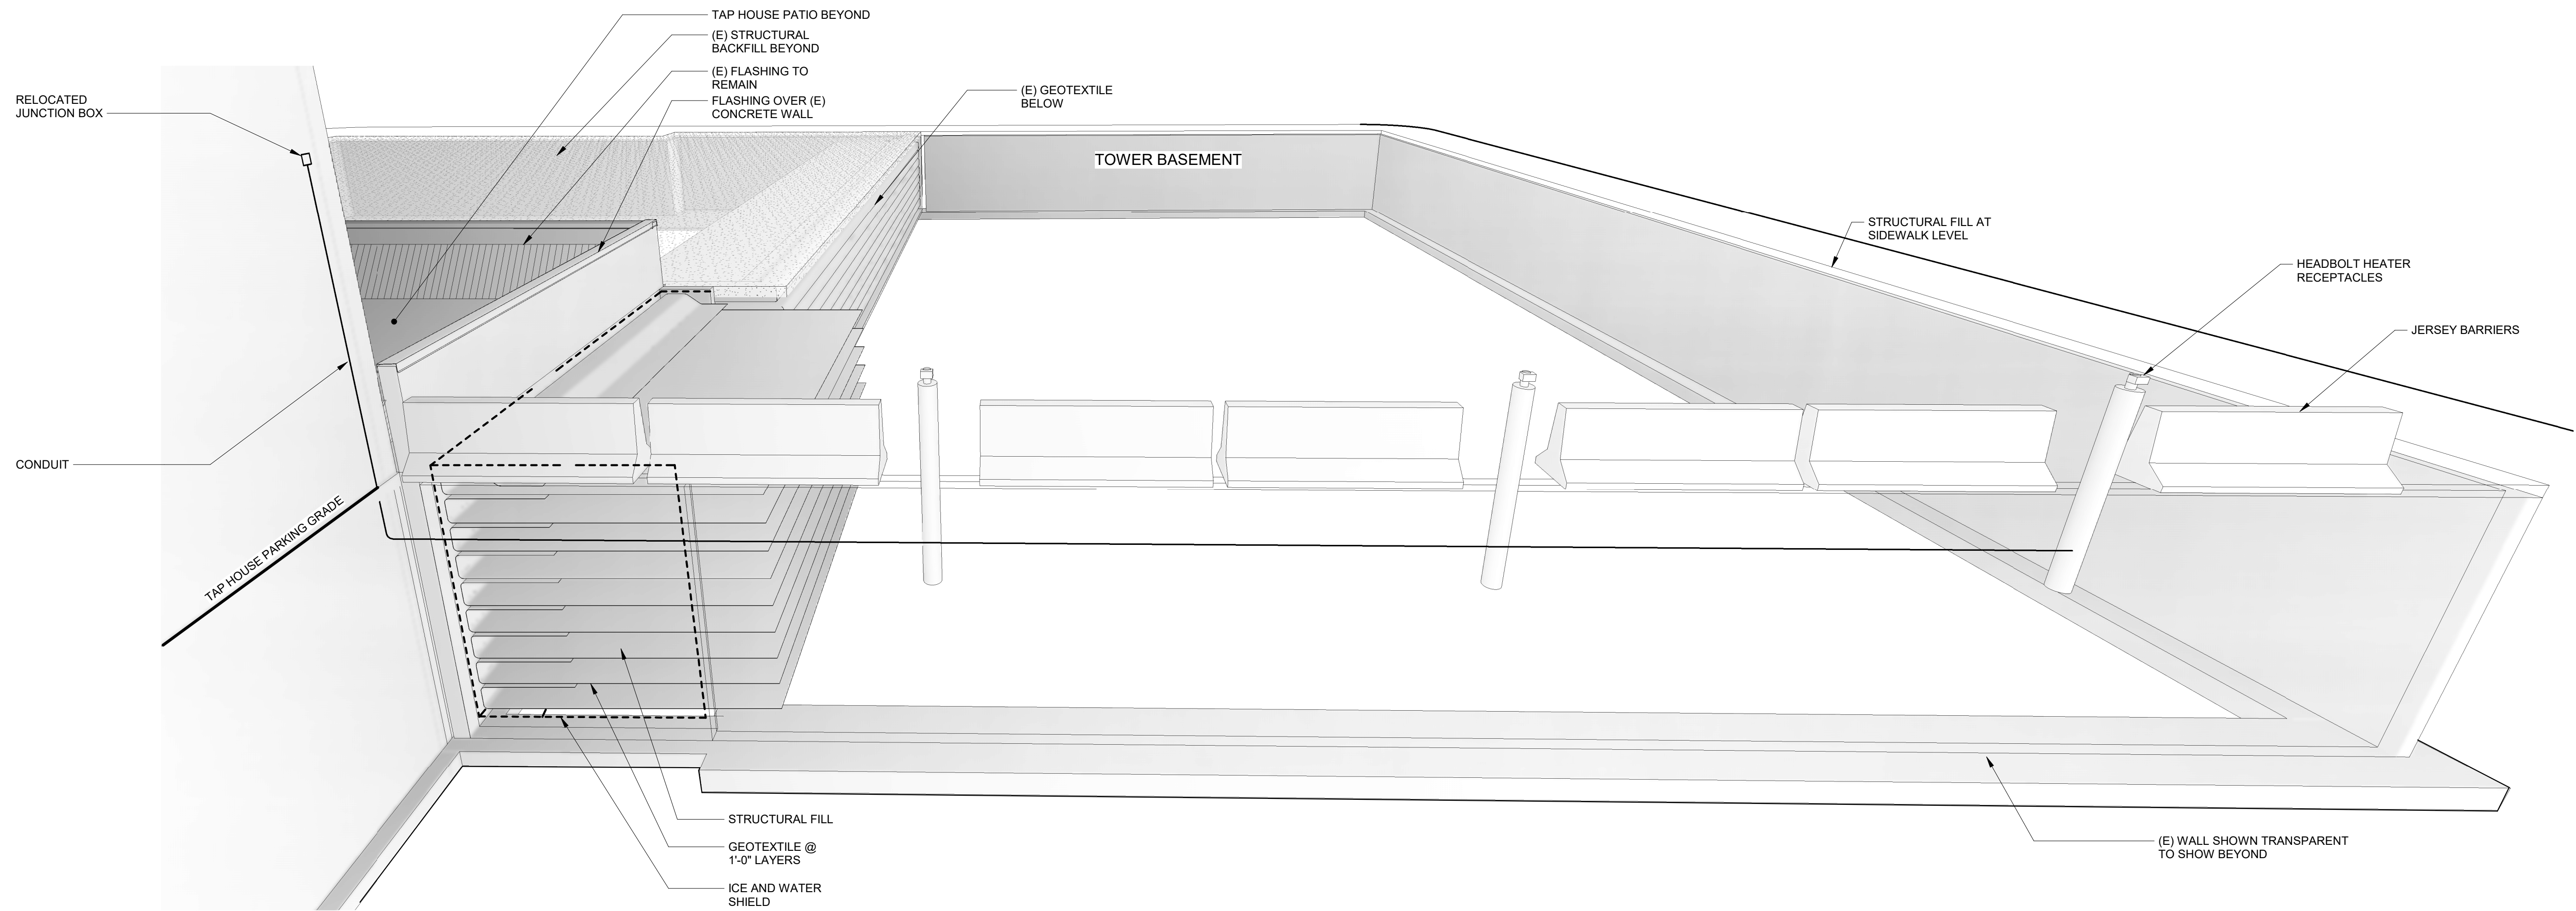 TAP HOUSE PATIO BEYOND
(E) STRUCTURAL
BACKFILL BEYOND
(E) FLASHING TO
REMAIN
FLASHING OVER (E)
CONCRETE WALL
RELOCATED
JUNCTION BOX
(E) GEOTEXTILE
BELOW
TOWER BASEMENT
STRUCTURAL FILL AT
SIDEWALK LEVEL
HEADBOLT HEATER
RECEPTACLES
JERSEY BARRIERS
CONDUIT
TAP HOUSE PARKING GRADE
STRUCTURAL FILL
GEOTEXTILE @
1'-0" LAYERS
ICE AND WATER
SHIELD
(E) WALL SHOWN TRANSPARENT
TO SHOW BEYOND